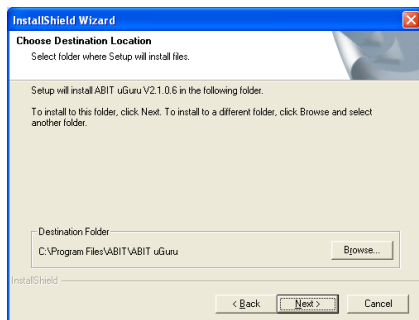 InstallShield Wizard
Choose Destination Location
Select folder where Setup will install files.
Setup will install ABIT uGuru V2.1.0.6 in the following folder.
To install to this folder, click Next. To install to a different folder, click Browse and select
another folder.
Destination Folder
C:\Program Files\ABIT\ABIT uGuru
Browse...
InstallShield
< Back
Next >
Cancel